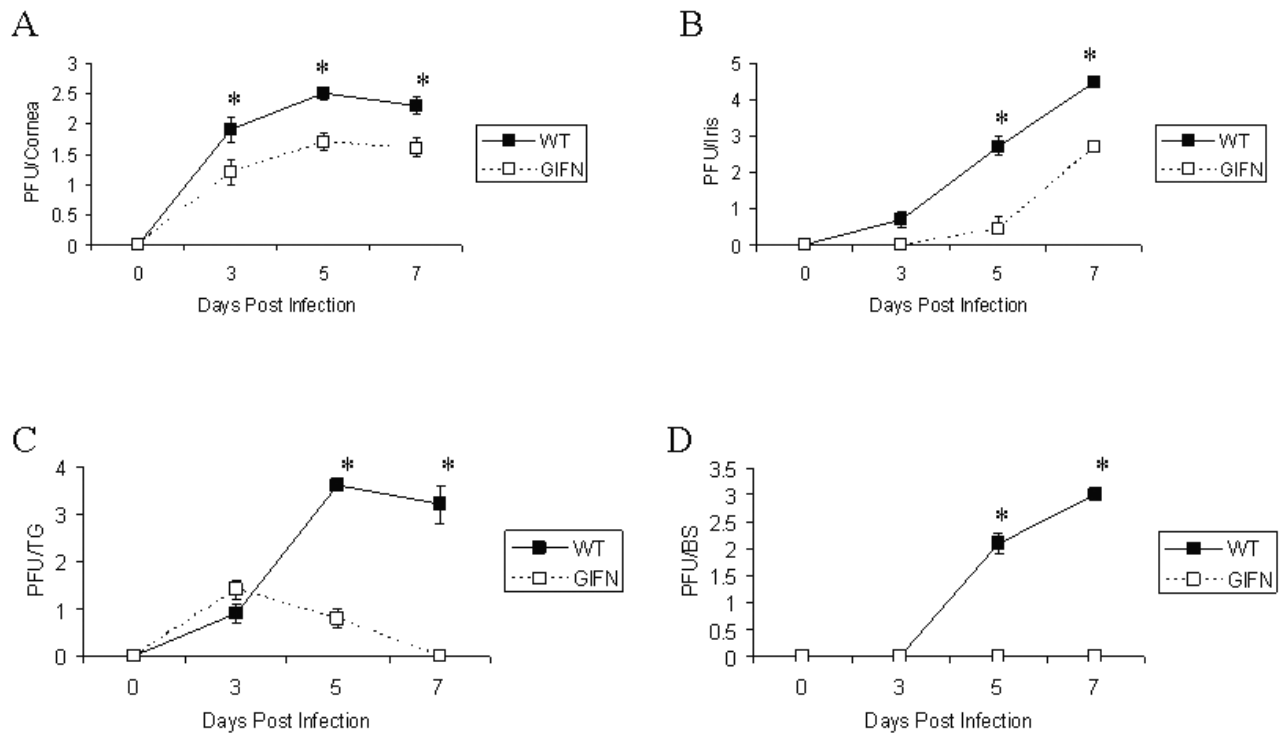 A
PFU/Cornea
3
2.5
2
1.5
1
0.5
0
*
*
*
0 3 5 7
Days Post Infection
WT
GIFN
B
PFU/Iris
5
4
3
2
1
0
*
*
0 3 5 7
Days Post Infection
WT
GIFN
C
PFU/TG
4
3
2
1
0
*
*
0 3 5 7
Days Post Infection
WT
GIFN
D
PFU/BS
3.5
3
2.5
2
1.5
1
0.5
0
*
*
0 3 5 7
Days Post Infection
WT
GIFN